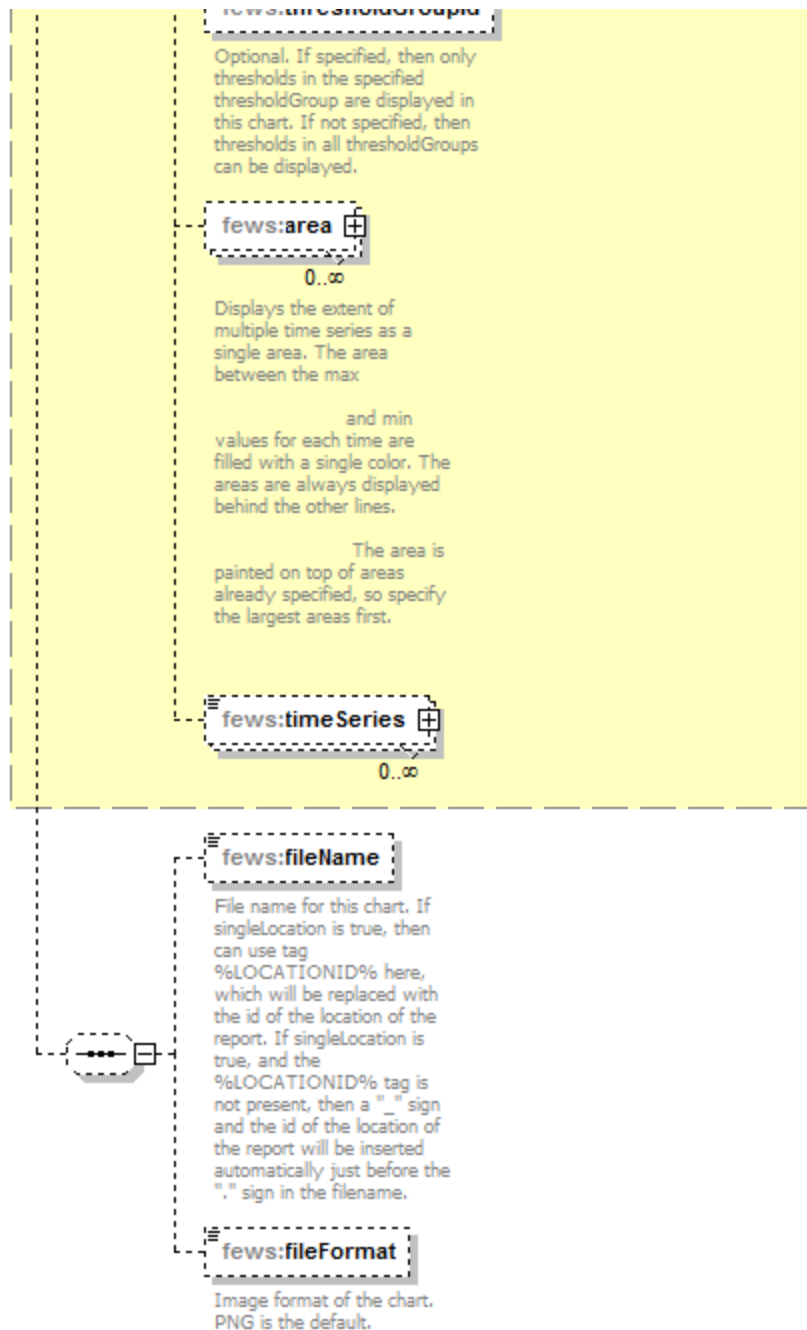 fews:thresholdGroupId
Optional. If specified, then only
thresholds in the specified
thresholdGroup are displayed in
this chart. If not specified, then
thresholds in all thresholdGroups
can be displayed.
fews:area
0..∞
Displays the extent of
multiple time series as a
single area. The area
between the max
and min
values for each time are
filled with a single color. The
areas are always displayed
behind the other lines.
The area is
painted on top of areas
already specified, so specify
the largest areas first.
fews:timeSeries
0..∞
fews:fileName
File name for this chart. If
singleLocation is true, then
can use tag
%LOCATIONID% here,
which will be replaced with
the id of the location of the
report. If singleLocation is
true, and the
%LOCATIONID% tag is
not present, then a "_" sign
and the id of the location of
the report will be inserted
automatically just before the
"." sign in the filename.
fews:fileFormat
Image format of the chart.
PNG is the default.